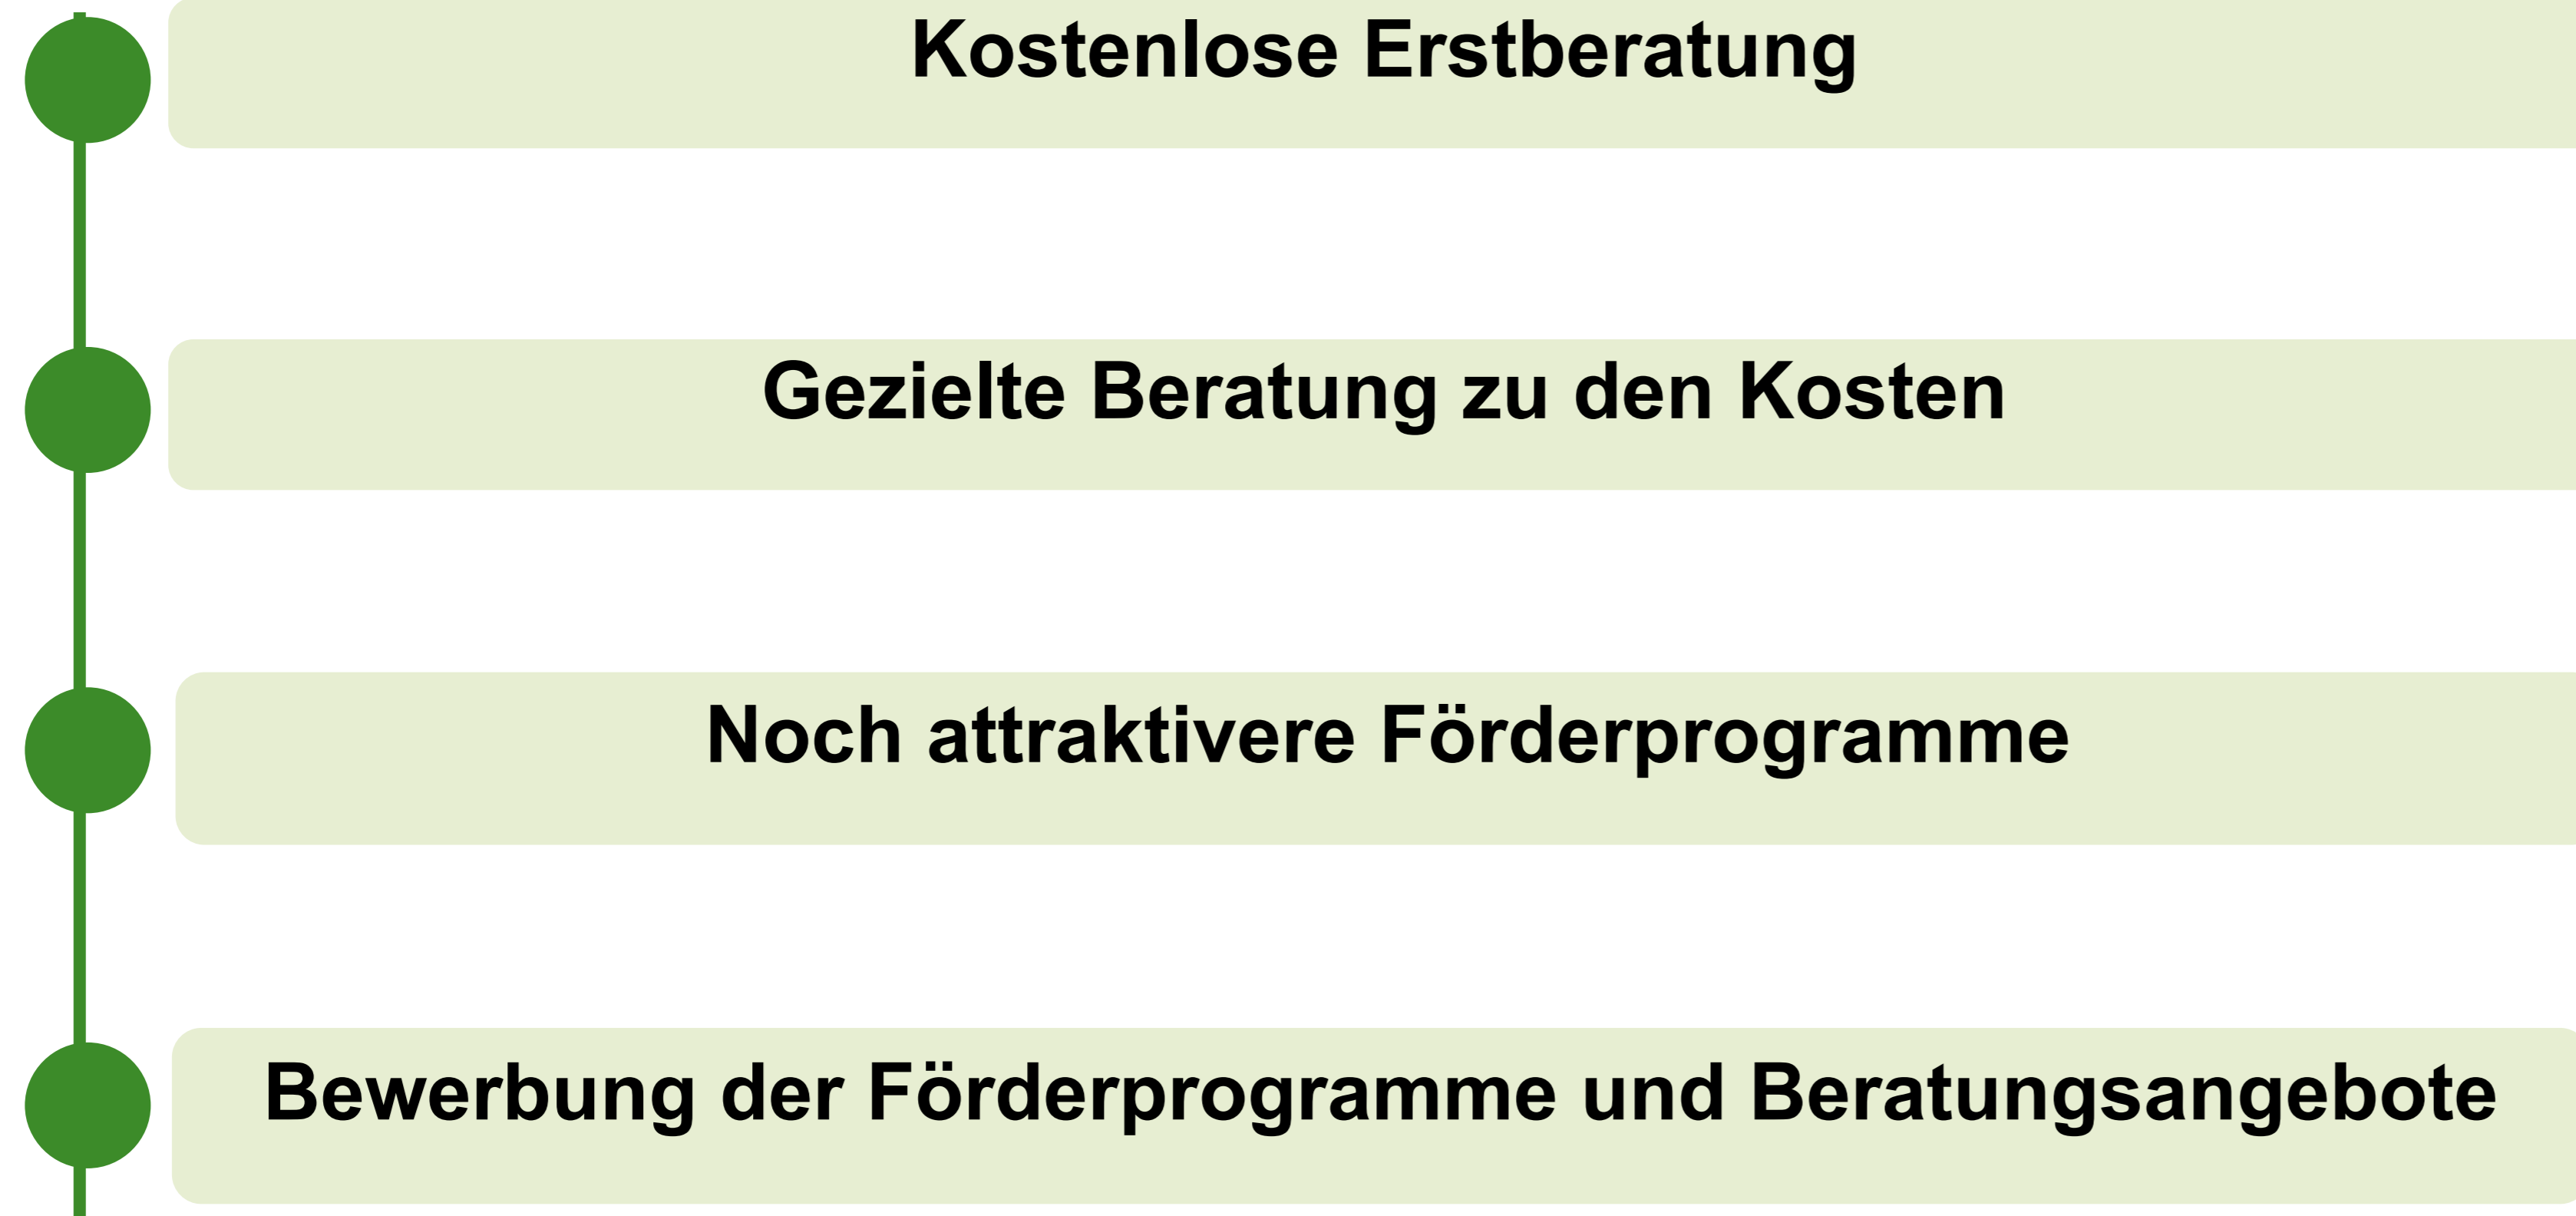 Kostenlose Erstberatung
Gezielte Beratung zu den Kosten
Noch attraktivere Förderprogramme
Bewerbung der Förderprogramme und Beratungsangebote